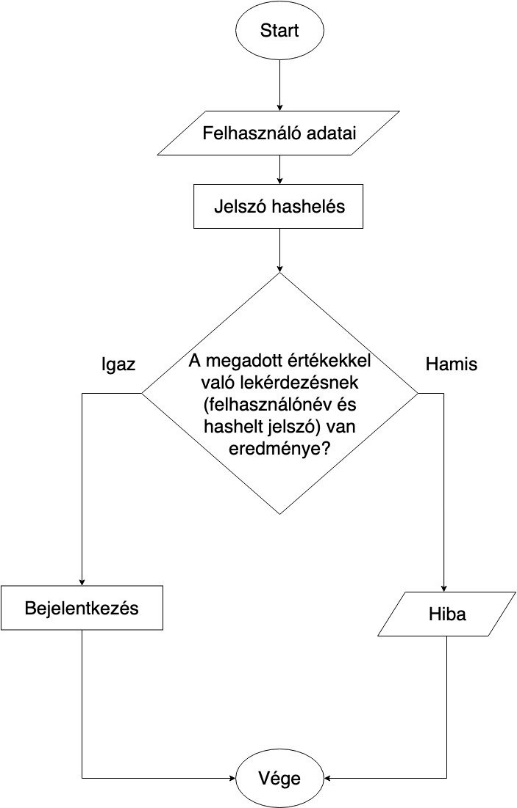 Start
Felhasználó adatai
Jelszó hashelés
Igaz
A megadott értékekkel
való lekérdezésnek
(felhasználónév és
hashelt jelszó) van
eredménye?
Hamis
Bejelentkezés
Hiba
Vége